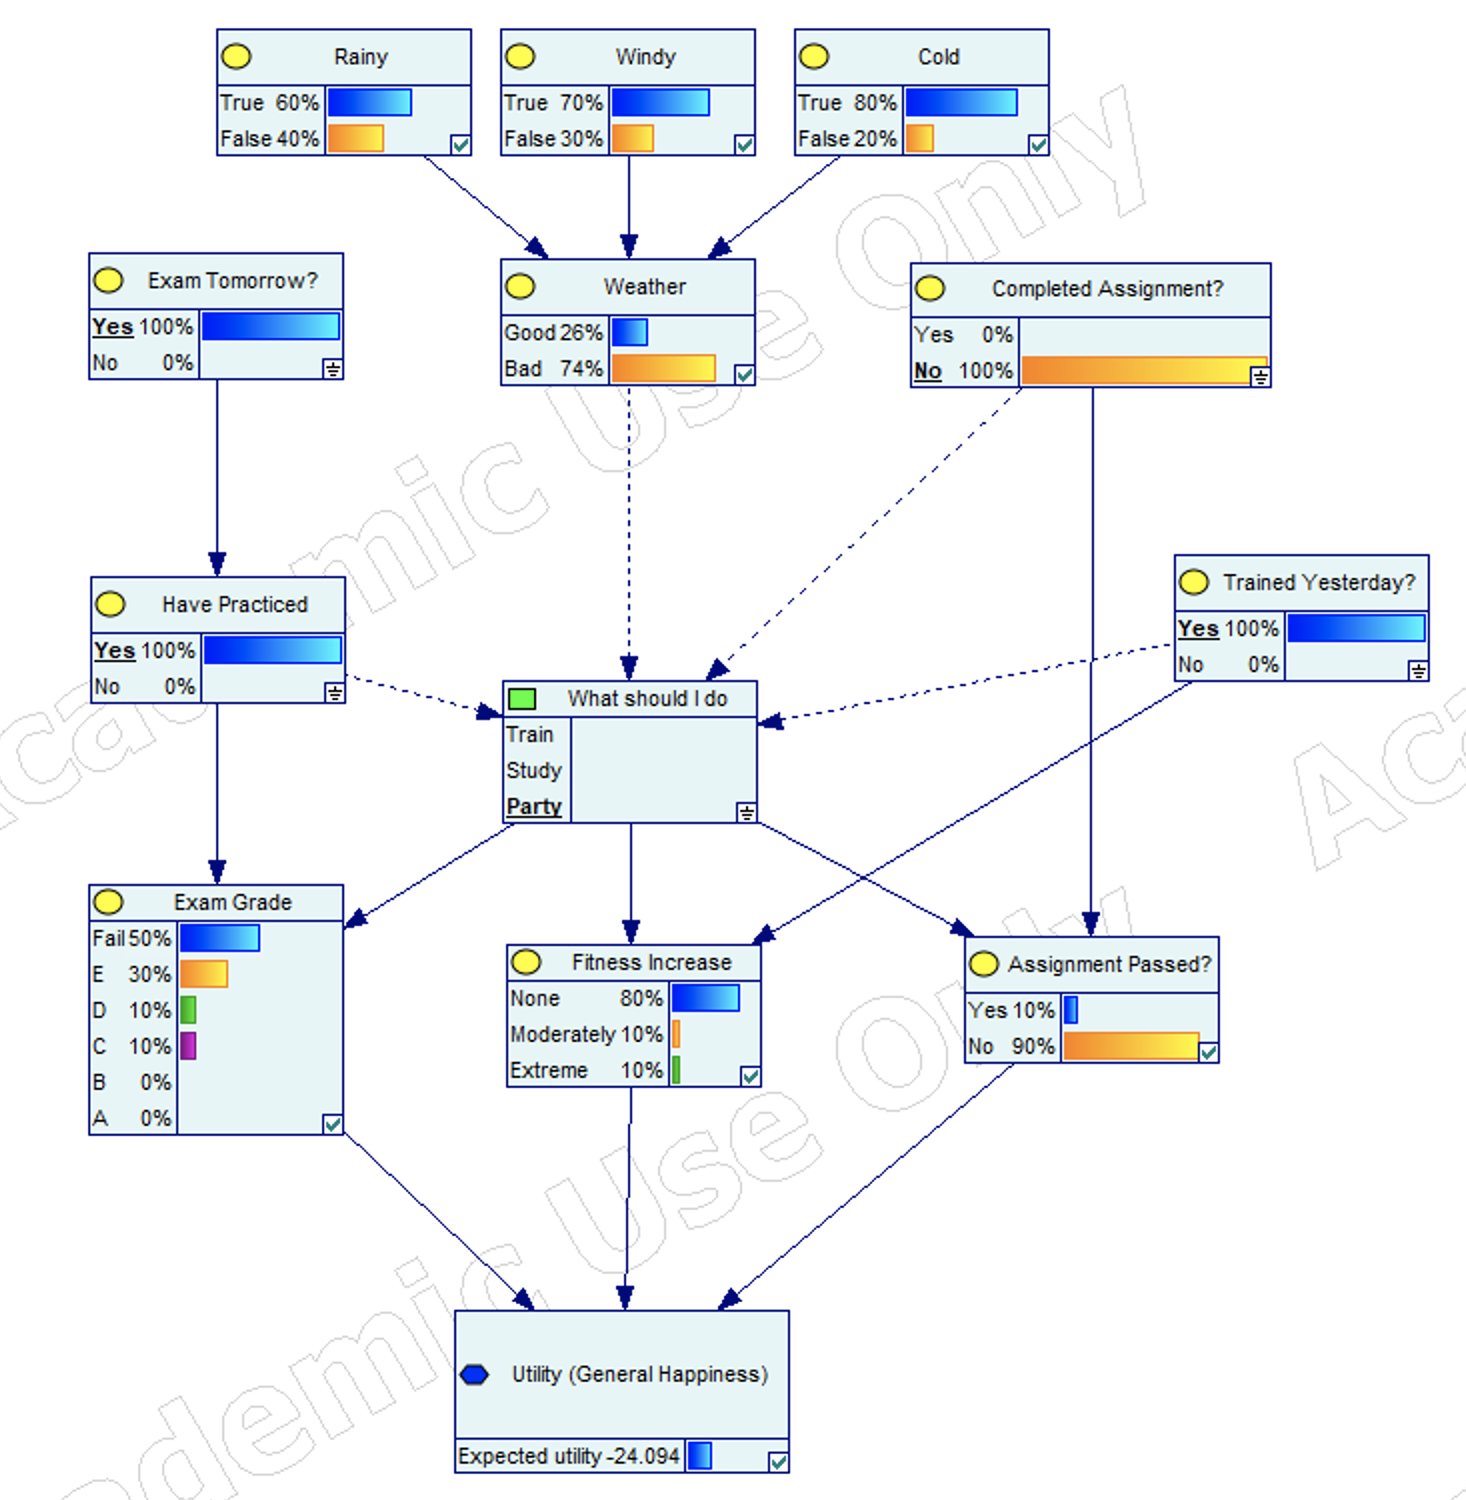 Rainy
True 60%
False 40%
Windy
True 70%
False 30%
Cold
True 80%
False 20%
Exam Tomorrow?
Yes 100%
No 0%
Weather
Good 26%
Bad 74%
Completed Assignment?
Yes 0%
No 100%
Have Practiced
Yes 100%
No 0%
Trained Yesterday?
Yes 100%
No 0%
What should I do
Train
Study
Party
Exam Grade
Fail 50%
E 30%
D 10%
C 10%
B 0%
A 0%
Fitness Increase
None 80%
Moderately 10%
Extreme 10%
Assignment Passed?
Yes 10%
No 90%
Utility (General Happiness)
Expected utility -24.094
Academic Use Only
ademic Use Only
Aca